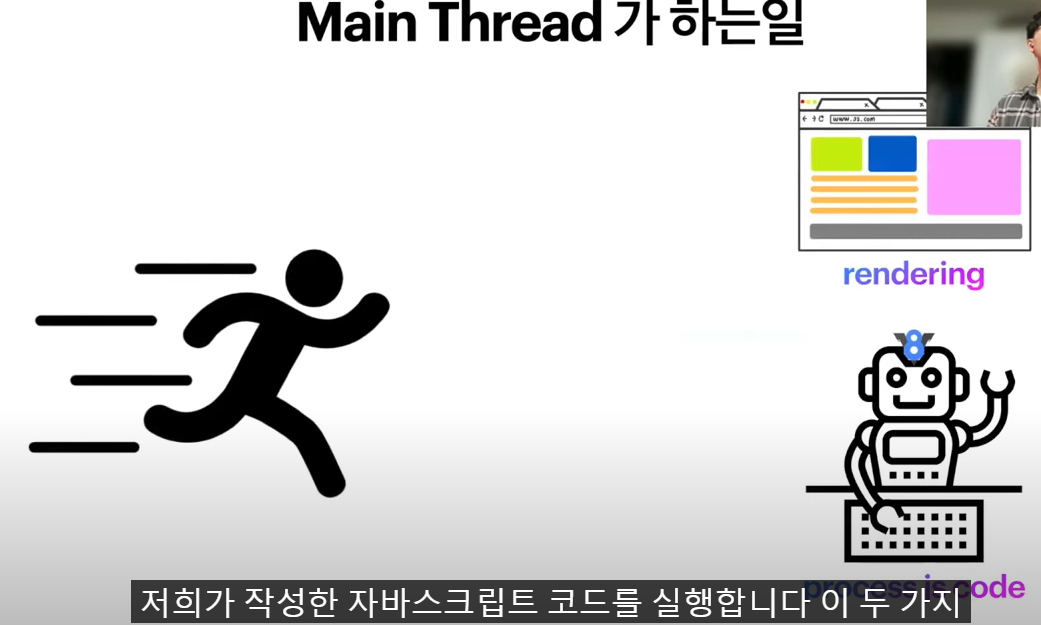 Main Thread 가 하는일
www.JS.com
rendering
8
process js code
저희가 작성한 자바스크립트 코드를 실행합니다 이 두 가지